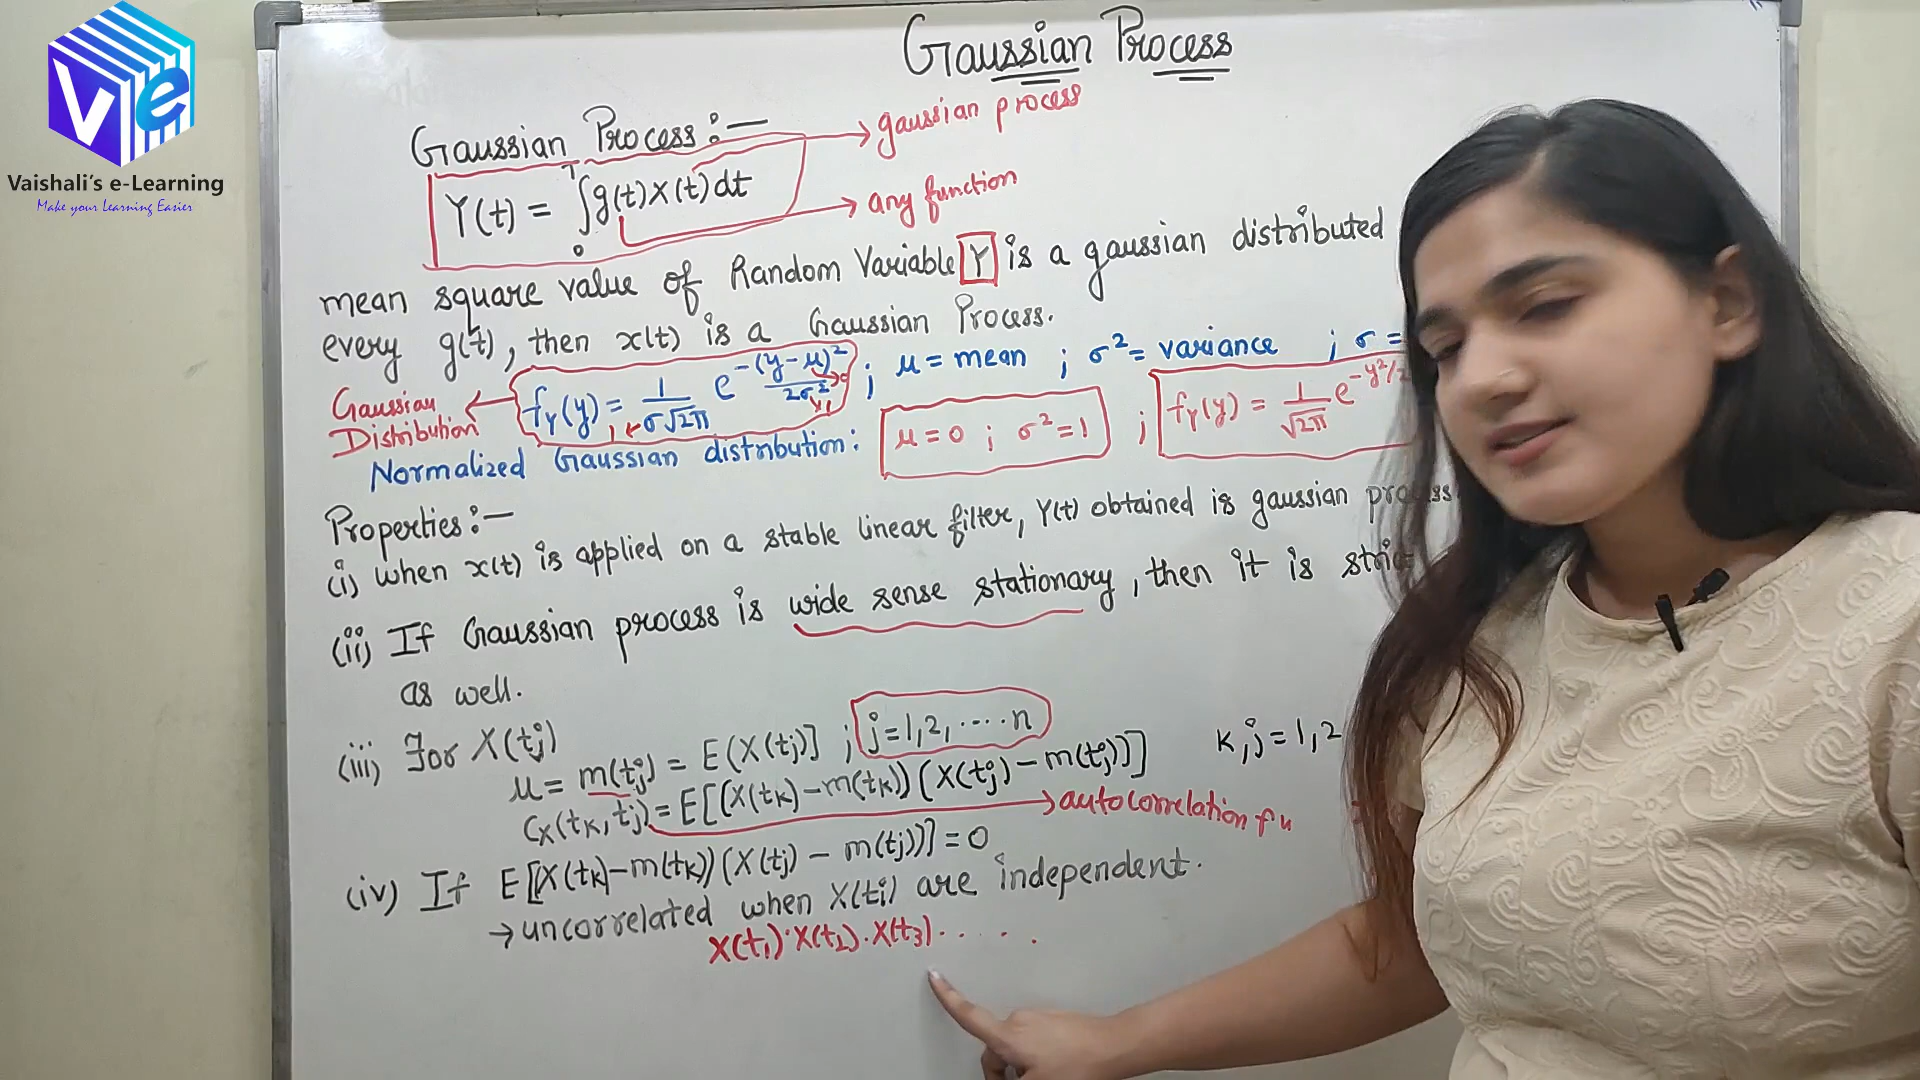 Ve
Vaishali's e-Learning
Make your Learning Easier
Gaussian Process
Gaussian Process :—
→ gaussian process
Y(t) = ∫₀ᵀ g(t) X(t) dt
→ any function
mean square value of Random Variable Y is a gaussian distributed
every g(t), then x(t) is a Gaussian Process.
Gaussian Distribution ← f_Y(y) = 1/(σ√2π) e^(-(y-μ)²/2σ²) ; μ = mean ; σ² = variance ; σ =
Normalized Gaussian distribution: μ = 0 ; σ² = 1 ; f_Y(y) = 1/√2π e^(-y²/2
Properties :—
(i) when x(t) is applied on a stable linear filter, Y(t) obtained is gaussian process
(ii) If Gaussian process is wide sense stationary, then it is
as well.
(iii) For X(tj)
μ = m(tj) = E(X(tj)] ; j=1,2,....n
Cx(tk, tj) = E[(X(tk) - m(tk)) (X(tj) - m(tj))] k,j = 1,2
→ autocorrelation fn
(iv) If E[(X(tk) - m(tk)) (X(tj) - m(tj))] = 0
→ uncorrelated when X(ti) are independent.
X(t1)·X(t2)·X(t3).....